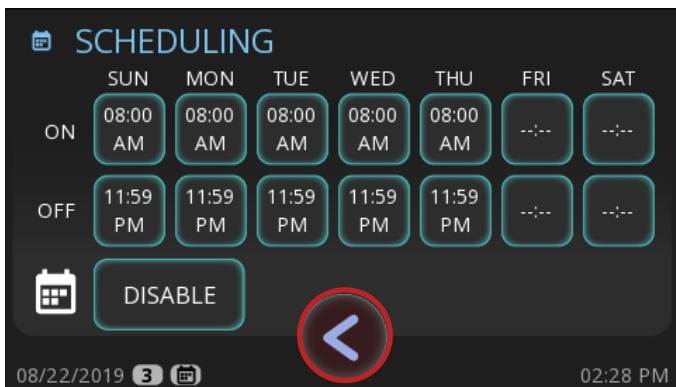 SCHEDULING
SUN MON TUE WED THU FRI SAT
ON 08:00 AM 08:00 AM 08:00 AM 08:00 AM 08:00 AM --:-- --:--
OFF 11:59 PM 11:59 PM 11:59 PM 11:59 PM 11:59 PM --:-- --:--
DISABLE
08/22/2019 3 02:28 PM